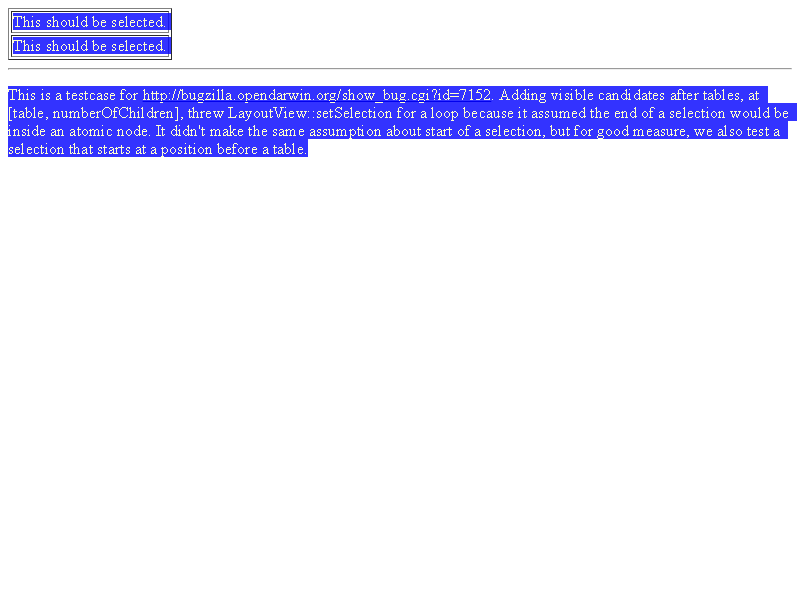 This should be selected.
This should be selected.
This is a testcase for http://bugzilla.opendarwin.org/show_bug.cgi?id=7152. Adding visible candidates after tables, at
[table, numberOfChildren], threw LayoutView::setSelection for a loop because it assumed the end of a selection would be
inside an atomic node. It didn't make the same assumption about start of a selection, but for good measure, we also test a
selection that starts at a position before a table.